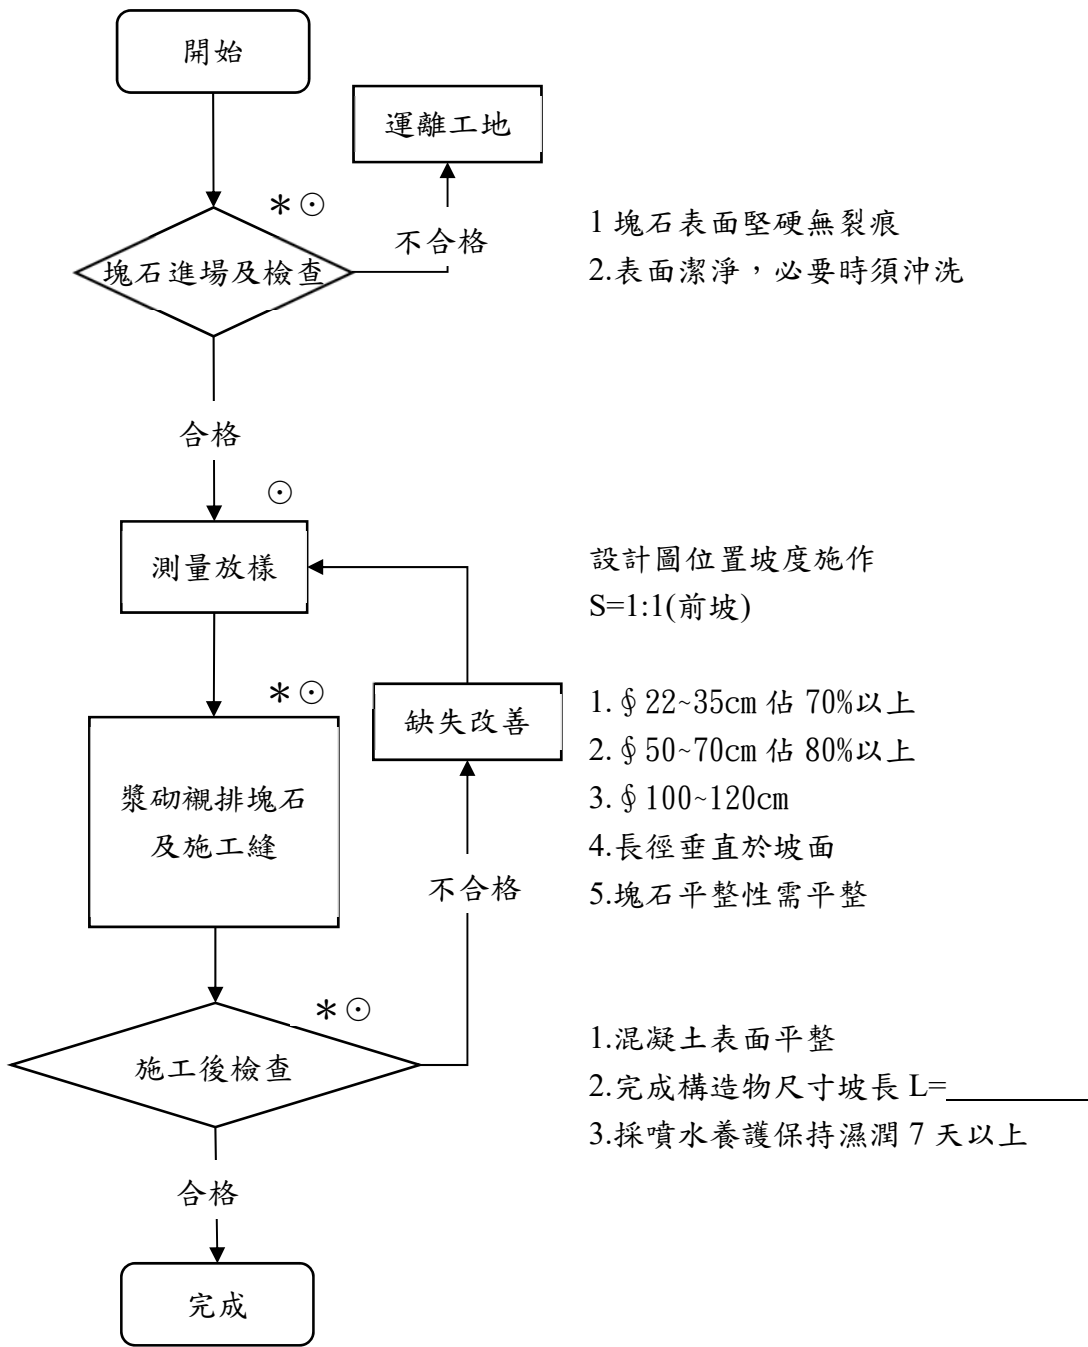 開始
運離工地
＊⊙
不合格
塊石進場及檢查
1 塊石表面堅硬無裂痕
2.表面潔淨，必要時須沖洗
合格
⊙
測量放樣
設計圖位置坡度施作
S=1:1(前坡)
＊⊙
缺失改善
漿砌襯排塊石
及施工縫
1.∮22~35cm 佔 70%以上
2.∮50~70cm 佔 80%以上
3.∮100~120cm
4.長徑垂直於坡面
5.塊石平整性需平整
不合格
＊⊙
施工後檢查
1.混凝土表面平整
2.完成構造物尺寸坡長 L=__________
3.採噴水養護保持濕潤 7 天以上
合格
完成